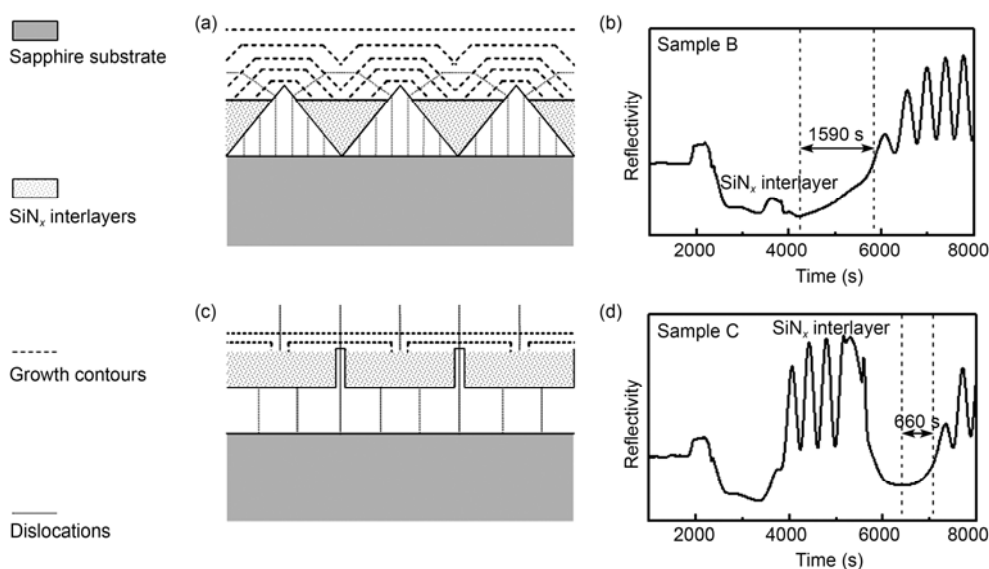 Sapphire substrate
SiNx interlayers
Growth contours
Dislocations
(a)
(b)
Sample B
1590 s
SiNx interlayer
Reflectivity
2000 4000 6000 8000
Time (s)
(c)
(d)
Sample C
SiNx interlayer
660 s
Reflectivity
2000 4000 6000 8000
Time (s)